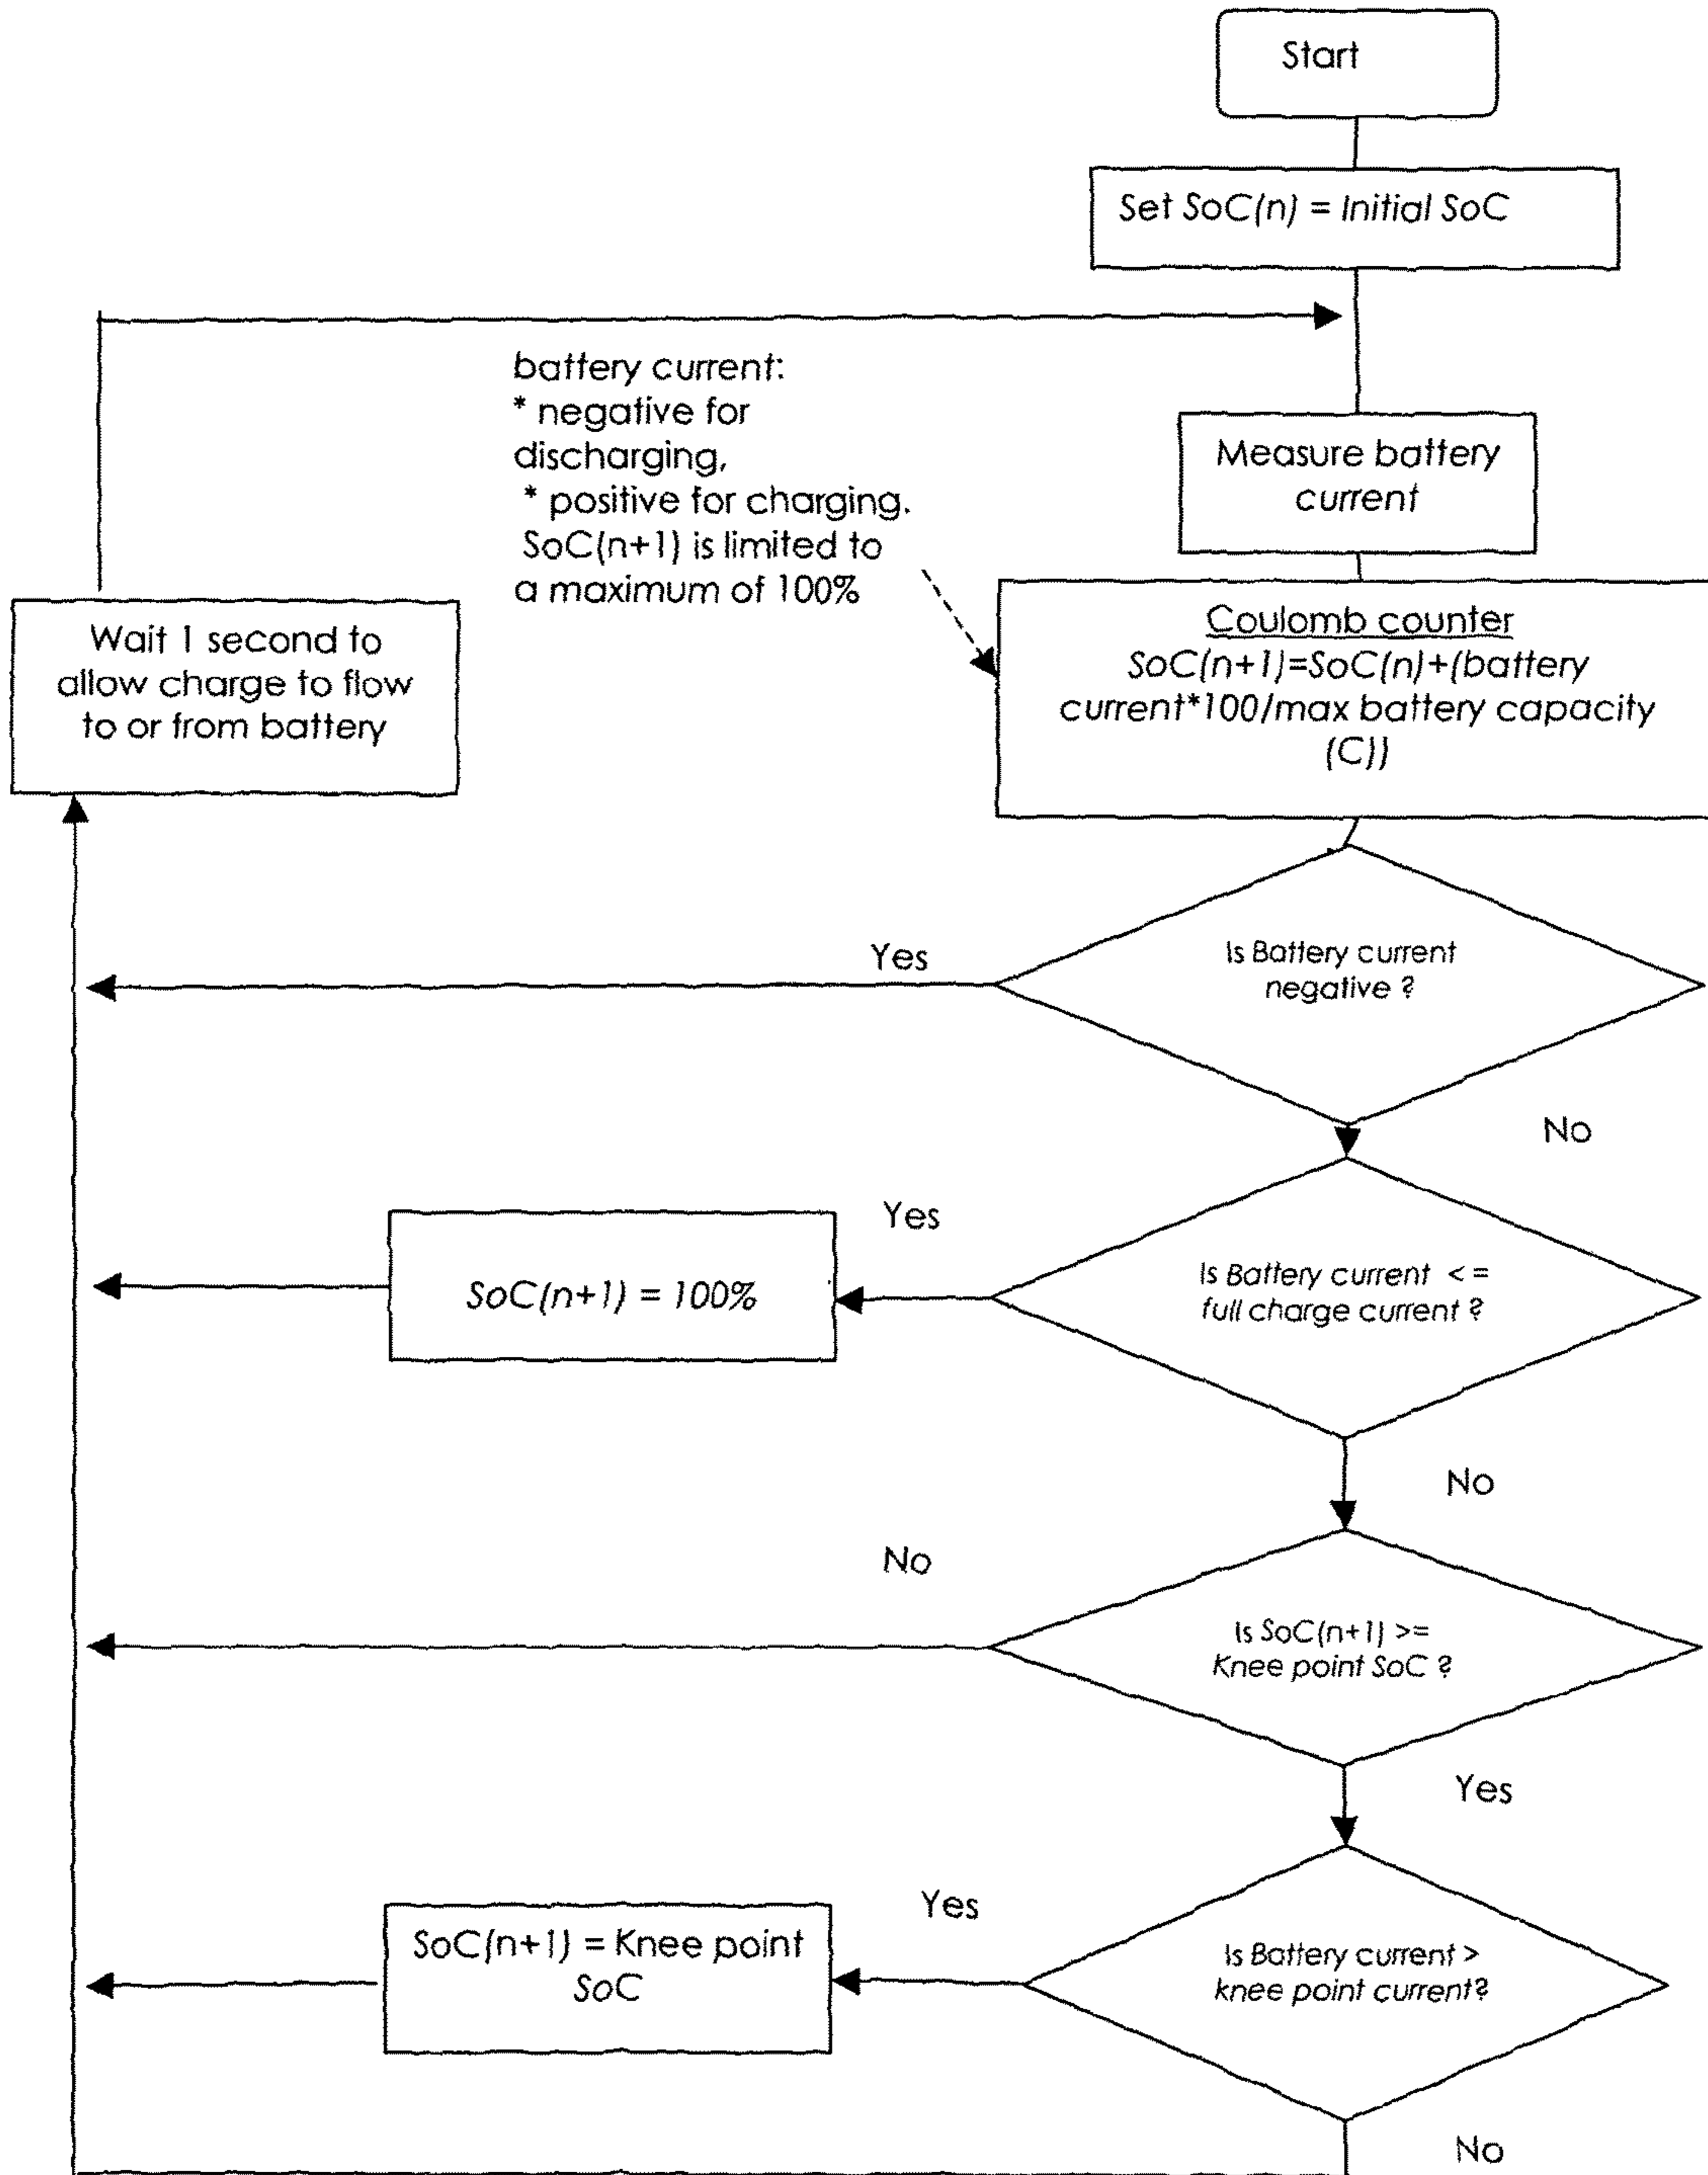 Start
Set SoC(n) = Initial SoC
battery current:
* negative for
discharging,
* positive for charging.
SoC(n+1) is limited to
a maximum of 100%
Measure battery
current
Wait 1 second to
allow charge to flow
to or from battery
Coulomb counter
SoC(n+1)=SoC(n)+(battery
current*100/max battery capacity
(C))
Yes
Is Battery current
negative ?
No
Yes
SoC(n+1) = 100%
Is Battery current <=
full charge current ?
No
No
Is SoC(n+1) >=
Knee point SoC ?
Yes
Yes
SoC(n+1) = Knee point
SoC
Is Battery current >
knee point current?
No